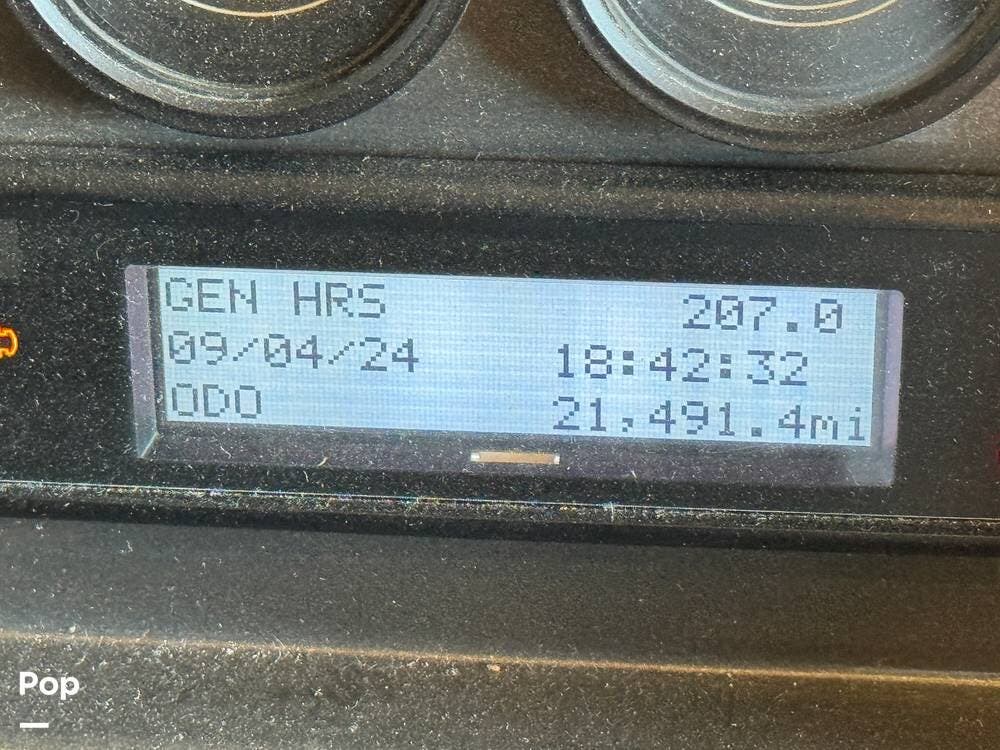 GEN HRS 207.0
09/04/24 18:42:32
ODO 21,491.4mi
Pop